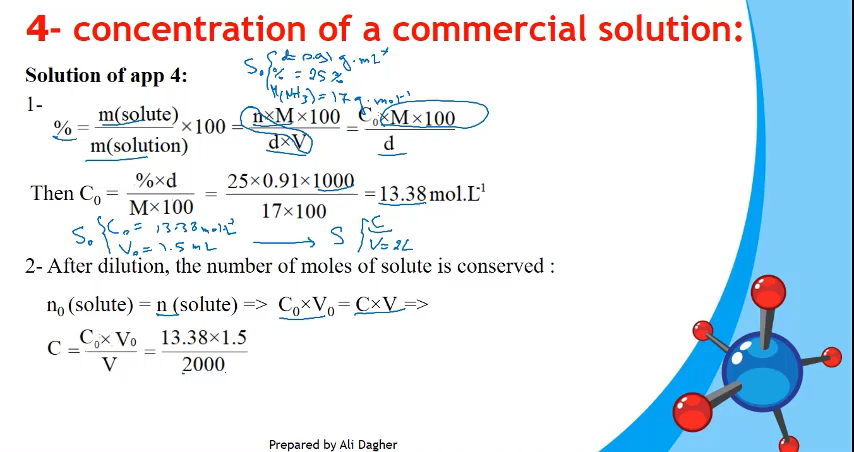 4- concentration of a commercial solution:
Solution of app 4:
S₀ { d= 0.91 g.mL⁻¹
% = 25 %
M(NH₃) = 17 g.mol⁻¹
1-
% = m(solute) / m(solution) ×100 = n×M×100 / d×V = C₀×M×100 / d
Then C₀ = %×d / M×100 = 25×0.91×1000 / 17×100 = 13.38 mol.L⁻¹
S₀ { C₀ = 13.38 mol.L⁻¹ V₀ = 1.5 mL → S { C V=2L
2- After dilution, the number of moles of solute is conserved :
n₀ (solute) = n (solute) => C₀×V₀ = C×V =>
C = C₀× V₀ / V = 13.38×1.5 / 2000
Prepared by Ali Dagher